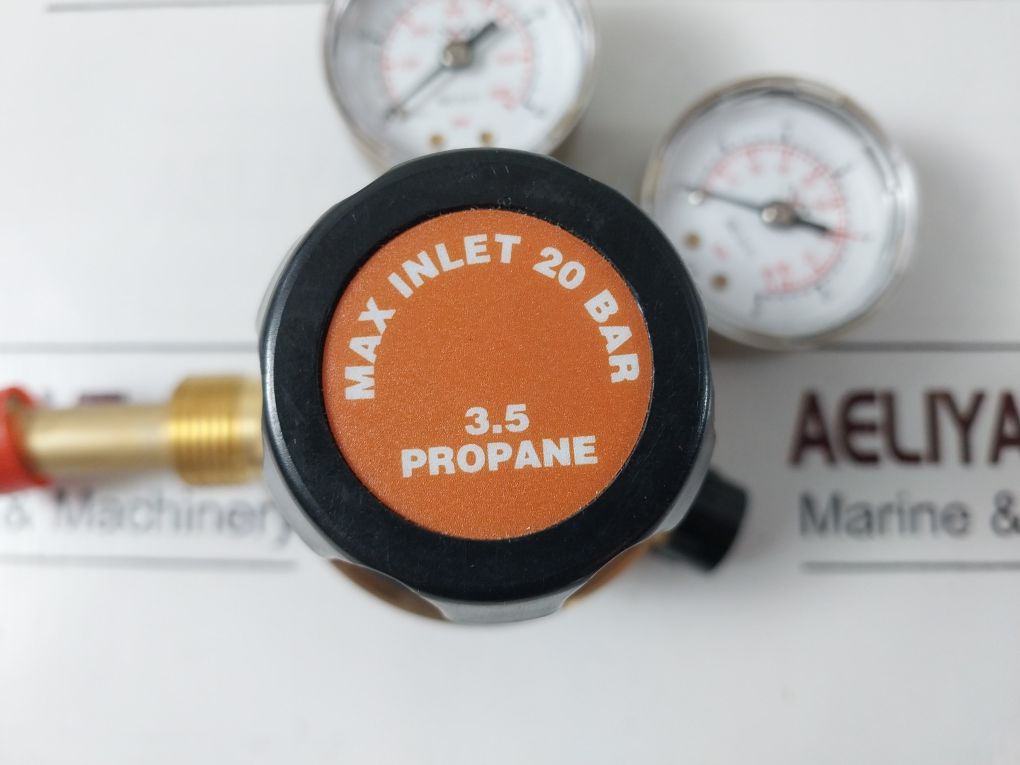 MAX INLET 20 BAR
3.5
PROPANE
AELIYA
Marine &
& Machinery